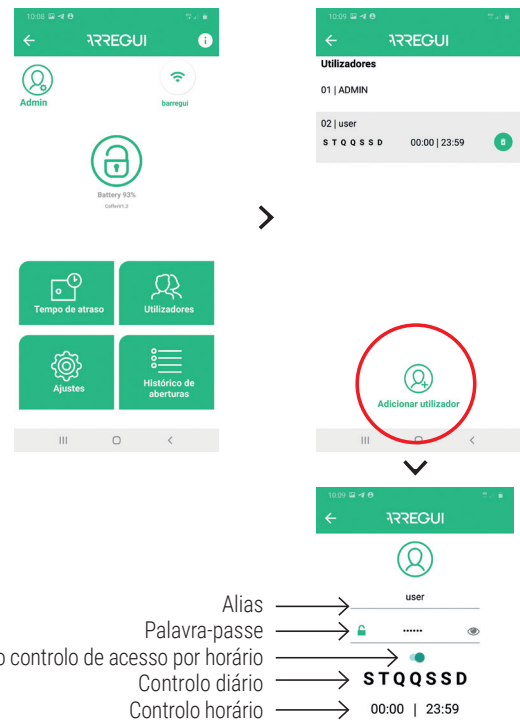 10:08
ARREGUI
Admin
barregui
Battery 93%
CofferV1.2
Tempo de atraso
Utilizadores
Ajustes
Histórico de
aberturas
10:09
ARREGUI
Utilizadores
01 | ADMIN
02 | user
S T Q Q S S D 00:00 | 23:59
Adicionar utilizador
10:09
ARREGUI
user
Alias
Palavra-passe
o controlo de acesso por horário
Controlo diário
S T Q Q S S D
Controlo horário
00:00 | 23:59